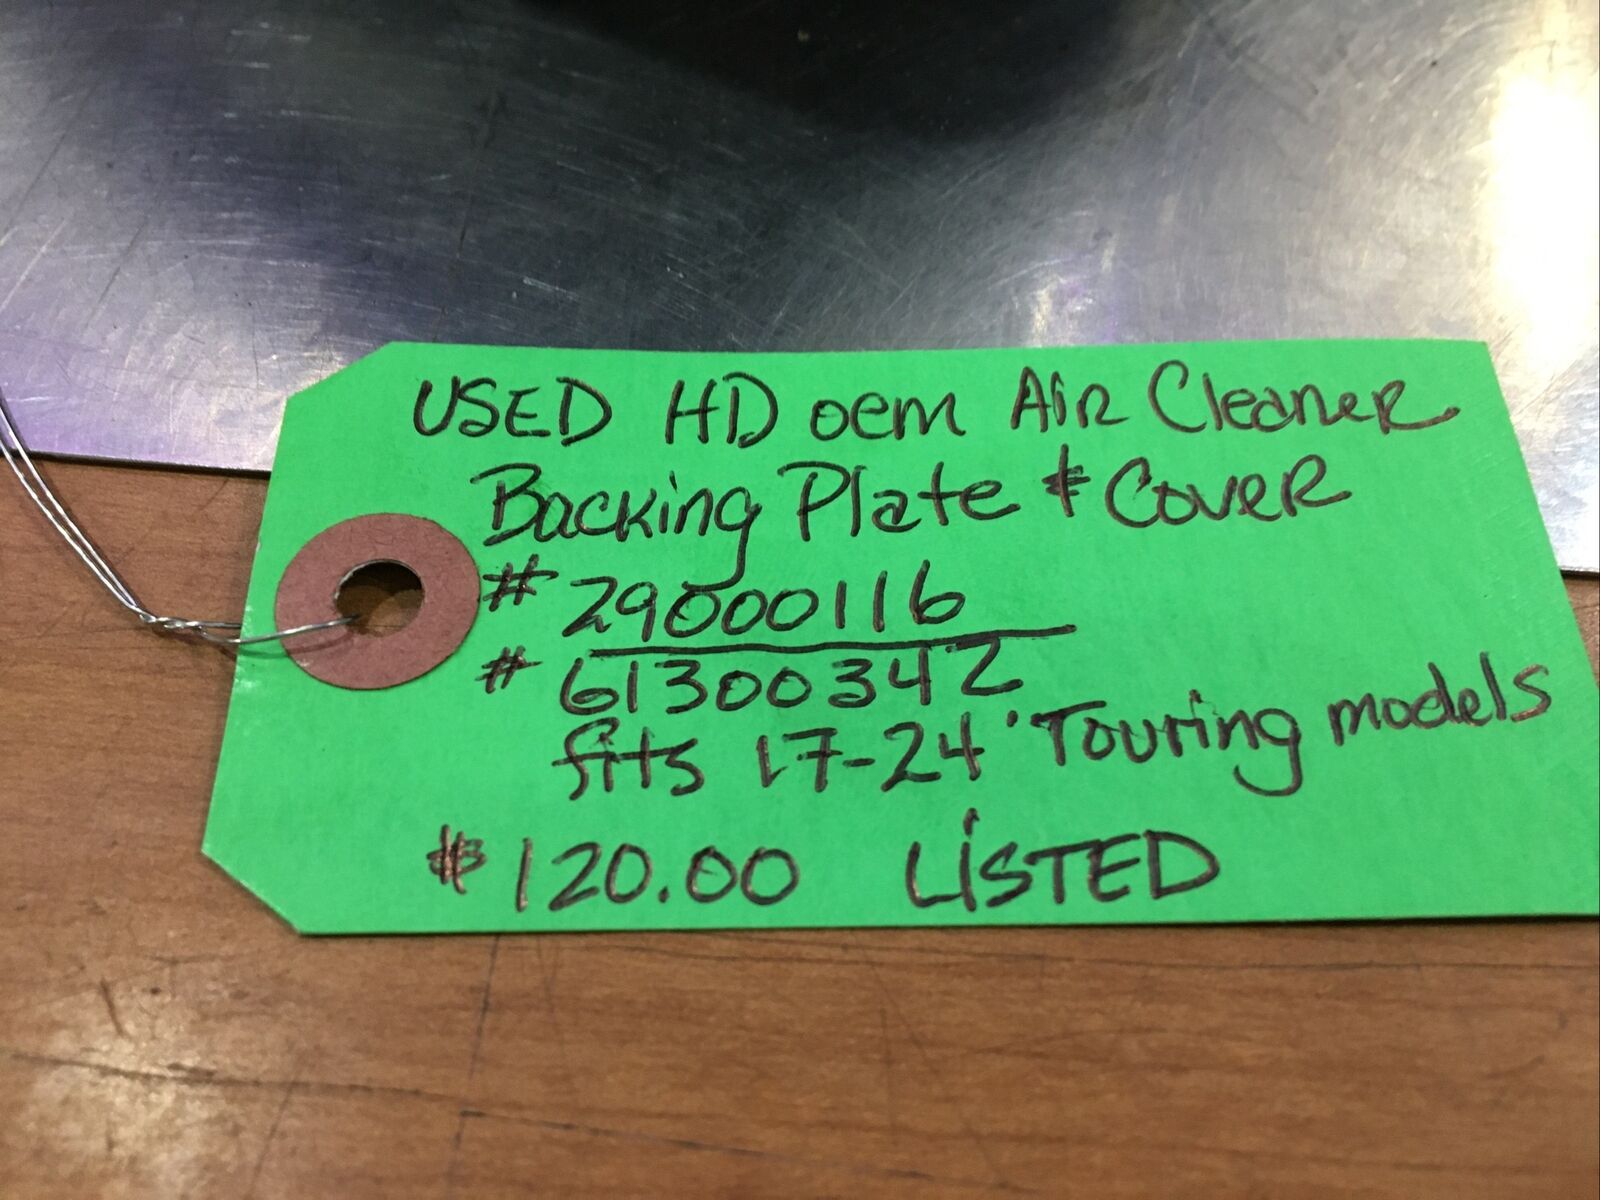 USED HD oem Air Cleaner
Backing Plate & Cover
# 29000116
# 61300342
fits 17-24 Touring models
$120.00 LiSTED